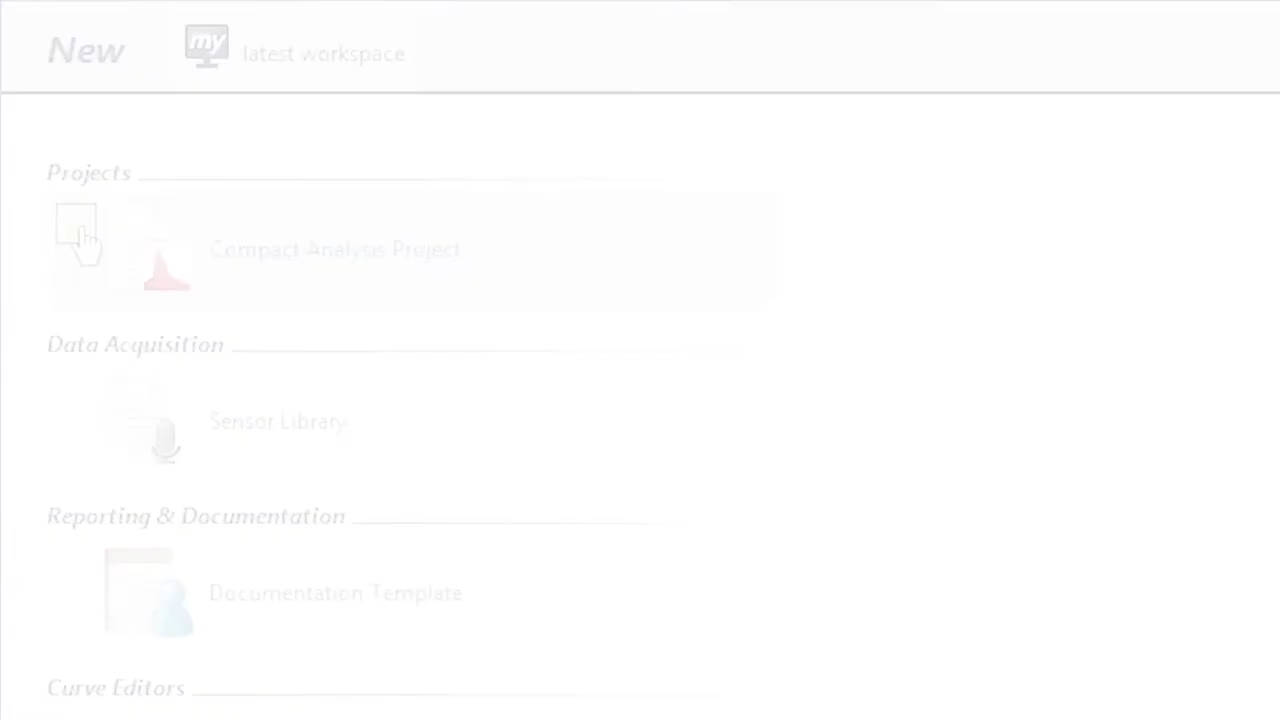 New
my
latest workspace
Projects
Compact Analysis Project
Data Acquisition
Sensor Library
Reporting & Documentation
Documentation Template
Curve Editors